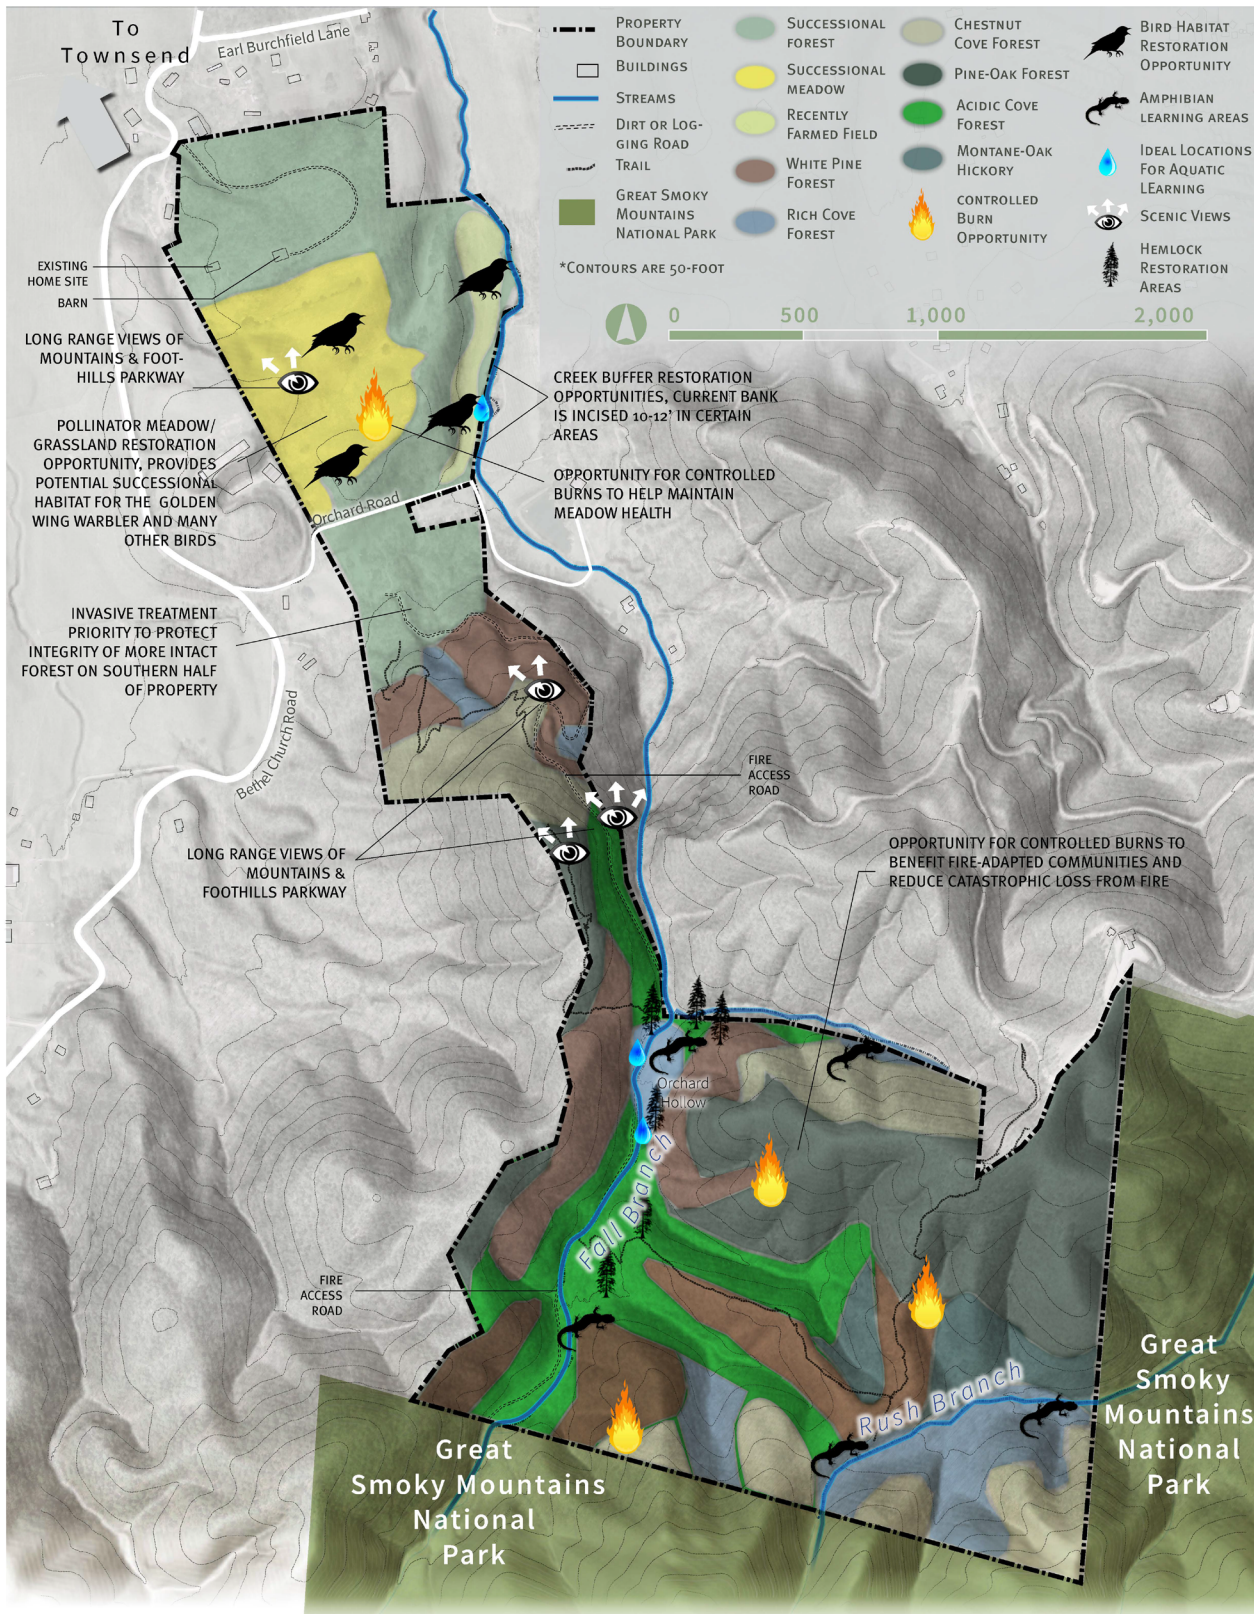 To
Townsend
Earl Burchfield Lane
PROPERTY
BOUNDARY
BUILDINGS
STREAMS
DIRT OR LOG-
GING ROAD
TRAIL
GREAT SMOKY
MOUNTAINS
NATIONAL PARK
*CONTOURS ARE 50-FOOT
SUCCESSIONAL
FOREST
SUCCESSIONAL
MEADOW
RECENTLY
FARMED FIELD
WHITE PINE
FOREST
RICH COVE
FOREST
CHESTNUT
COVE FOREST
PINE-OAK FOREST
ACIDIC COVE
FOREST
MONTANE-OAK
HICKORY
CONTROLLED
BURN
OPPORTUNITY
BIRD HABITAT
RESTORATION
OPPORTUNITY
AMPHIBIAN
LEARNING AREAS
IDEAL LOCATIONS
FOR AQUATIC
LEARNING
SCENIC VIEWS
HEMLOCK
RESTORATION
AREAS
0 500 1,000 2,000
EXISTING
HOME SITE
BARN
LONG RANGE VIEWS OF
MOUNTAINS & FOOT-
HILLS PARKWAY
POLLINATOR MEADOW/
GRASSLAND RESTORATION
OPPORTUNITY, PROVIDES
POTENTIAL SUCCESSIONAL
HABITAT FOR THE GOLDEN
WING WARBLER AND MANY
OTHER BIRDS
CREEK BUFFER RESTORATION
OPPORTUNITIES, CURRENT BANK
IS INCISED 10-12' IN CERTAIN
AREAS
OPPORTUNITY FOR CONTROLLED
BURNS TO HELP MAINTAIN
MEADOW HEALTH
Orchard Road
INVASIVE TREATMENT
PRIORITY TO PROTECT
INTEGRITY OF MORE INTACT
FOREST ON SOUTHERN HALF
OF PROPERTY
Bethel Church Road
FIRE
ACCESS
ROAD
LONG RANGE VIEWS OF
MOUNTAINS &
FOOTHILLS PARKWAY
OPPORTUNITY FOR CONTROLLED BURNS TO
BENEFIT FIRE-ADAPTED COMMUNITIES AND
REDUCE CATASTROPHIC LOSS FROM FIRE
Orchard
Hollow
Fall Branch
FIRE
ACCESS
ROAD
Rush Branch
Great
Smoky
Mountains
National
Park
Great
Smoky Mountains
National
Park